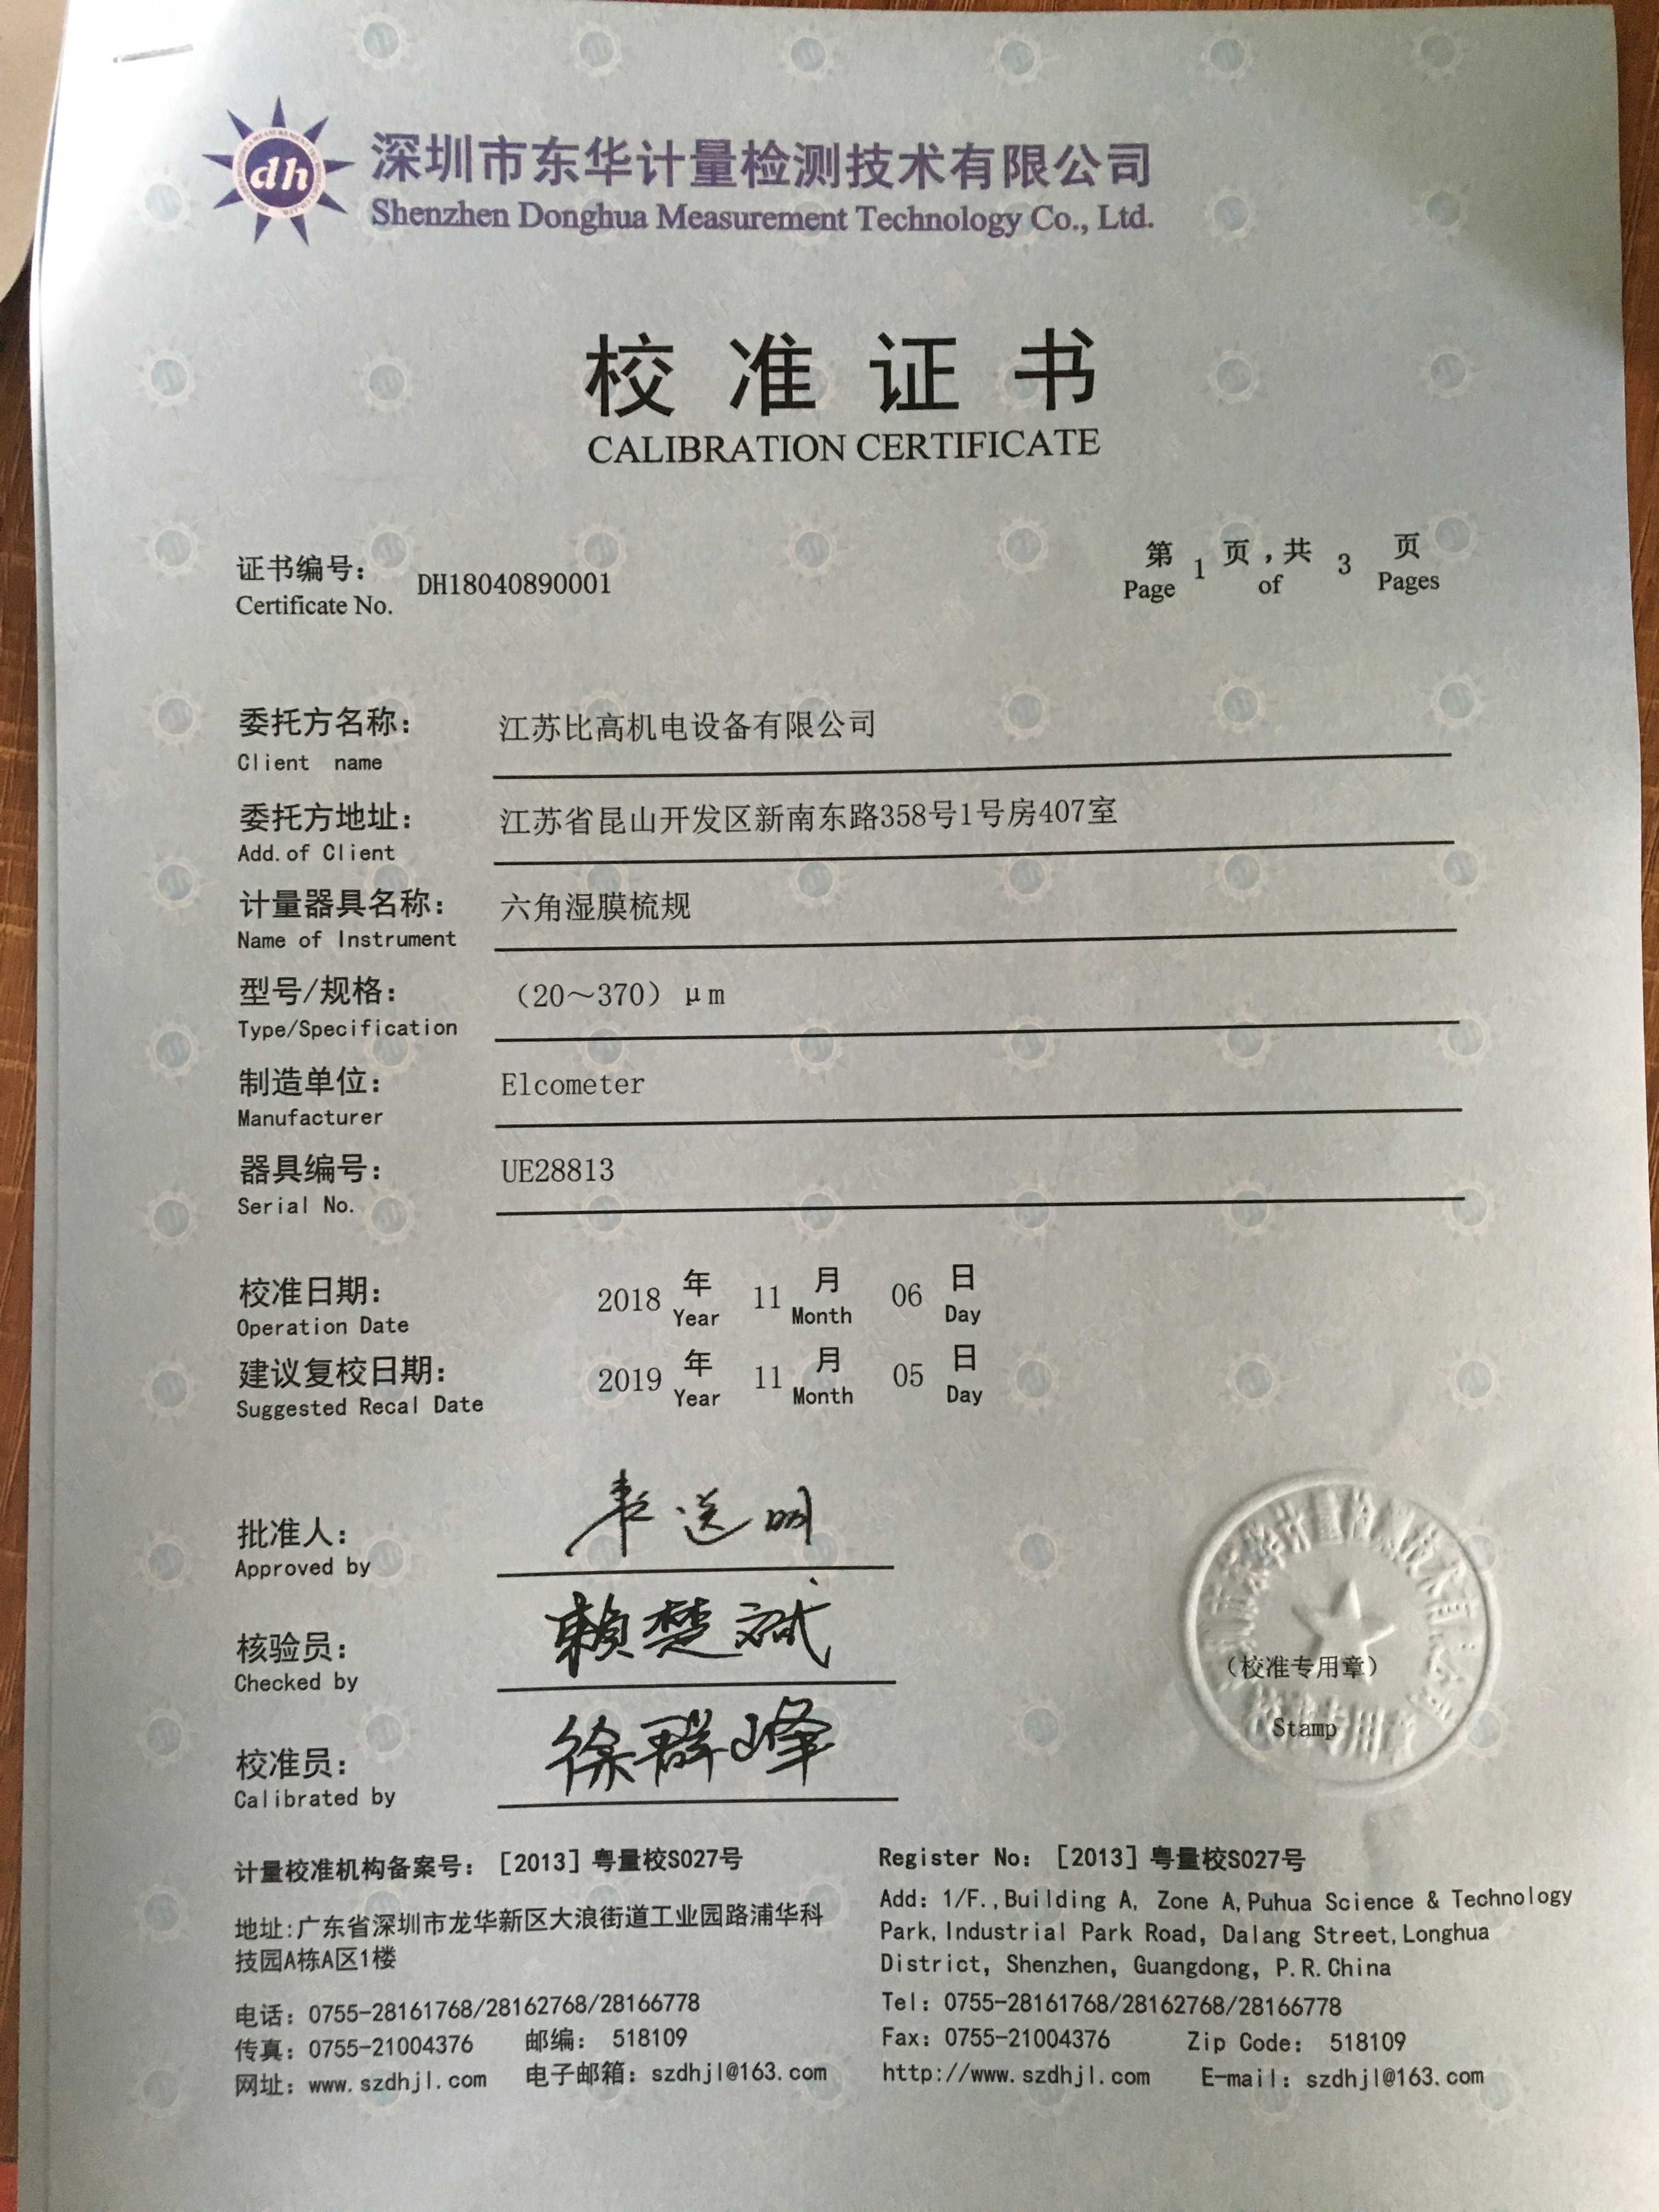 dh
深圳市东华计量检测技术有限公司
Shenzhen Donghua Measurement Technology Co., Ltd.
校准证书
CALIBRATION CERTIFICATE
证书编号： DH18040890001 第 1 页，共 3 页
Certificate No. Page of Pages
委托方名称： 江苏比高机电设备有限公司
Client name
委托方地址： 江苏省昆山开发区新南东路358号1号房407室
Add.of Client
计量器具名称： 六角湿膜梳规
Name of Instrument
型号/规格： （20～370）μm
Type/Specification
制造单位： Elcometer
Manufacturer
器具编号： UE28813
Serial No.
校准日期： 2018 年 11 月 06 日
Operation Date Year Month Day
建议复校日期： 2019 年 11 月 05 日
Suggested Recal Date Year Month Day
批准人：
Approved by
核验员： 赖楚斌
Checked by
校准员： 徐群峰
Calibrated by
（校准专用章）
Stamp
计量校准机构备案号：［2013］粤量校S027号
地址:广东省深圳市龙华新区大浪街道工业园路浦华科
技园A栋A区1楼
电话：0755-28161768/28162768/28166778
传真：0755-21004376 邮编： 518109
网址：www.szdhjl.com 电子邮箱：szdhjl@163.com
Register No：［2013］粤量校S027号
Add：1/F.,Building A, Zone A,Puhua Science & Technology
Park,Industrial Park Road, Dalang Street,Longhua
District, Shenzhen, Guangdong, P.R.China
Tel：0755-28161768/28162768/28166778
Fax：0755-21004376 Zip Code： 518109
http://www.szdhjl.com E-mail：szdhjl@163.com